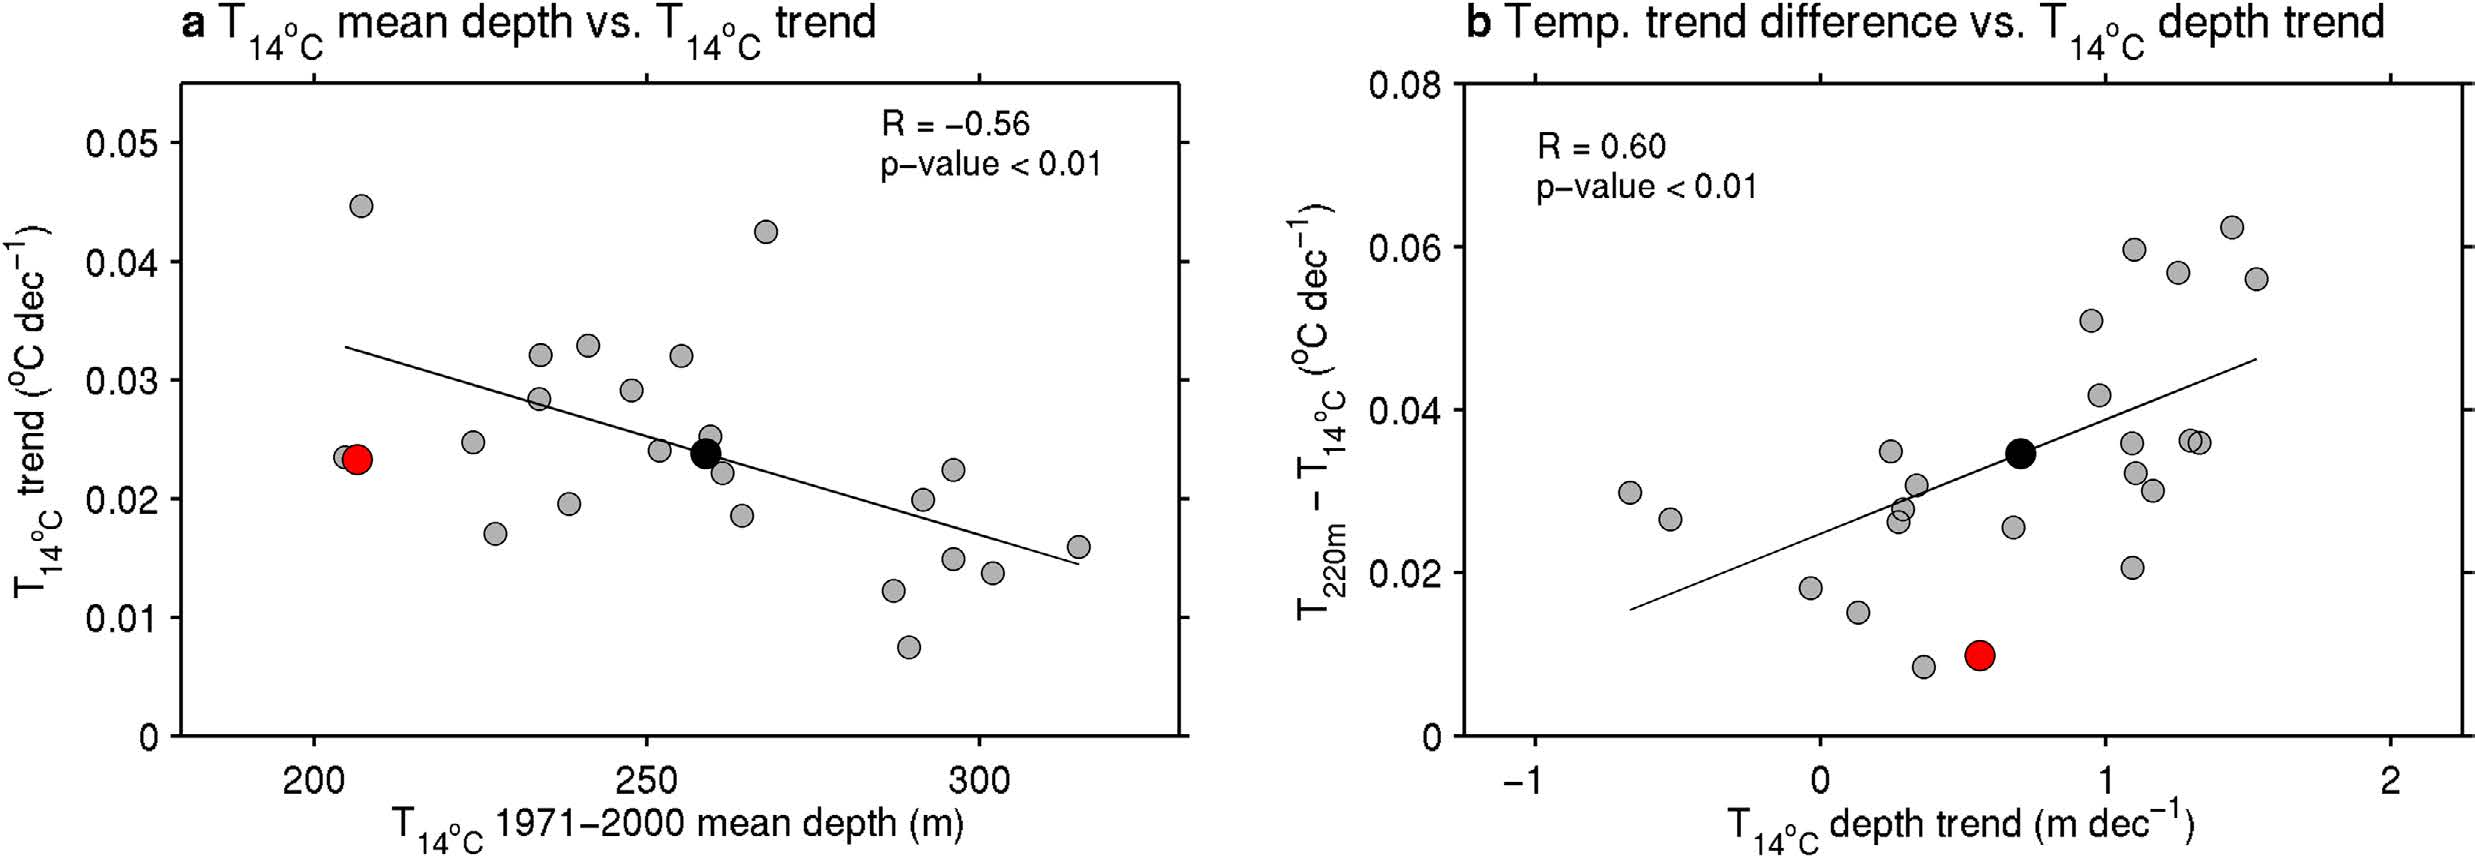 a T14°C mean depth vs. T14°C trend
R = −0.56
p−value < 0.01
0.05
0.04
0.03
0.02
0.01
0
T14°C trend (°C dec−1)
200 250 300
T14°C 1971−2000 mean depth (m)
b Temp. trend difference vs. T14°C depth trend
R = 0.60
p−value < 0.01
0.08
0.06
0.04
0.02
0
T220m − T14°C (°C dec−1)
−1 0 1 2
T14°C depth trend (m dec−1)